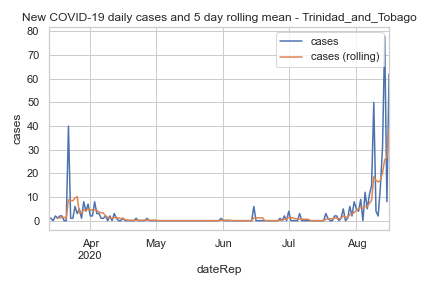 New COVID-19 daily cases and 5 day rolling mean - Trinidad_and_Tobago
80
70
60
50
40
30
20
10
0
cases
cases
cases (rolling)
Apr
2020
May
Jun
Jul
Aug
dateRep